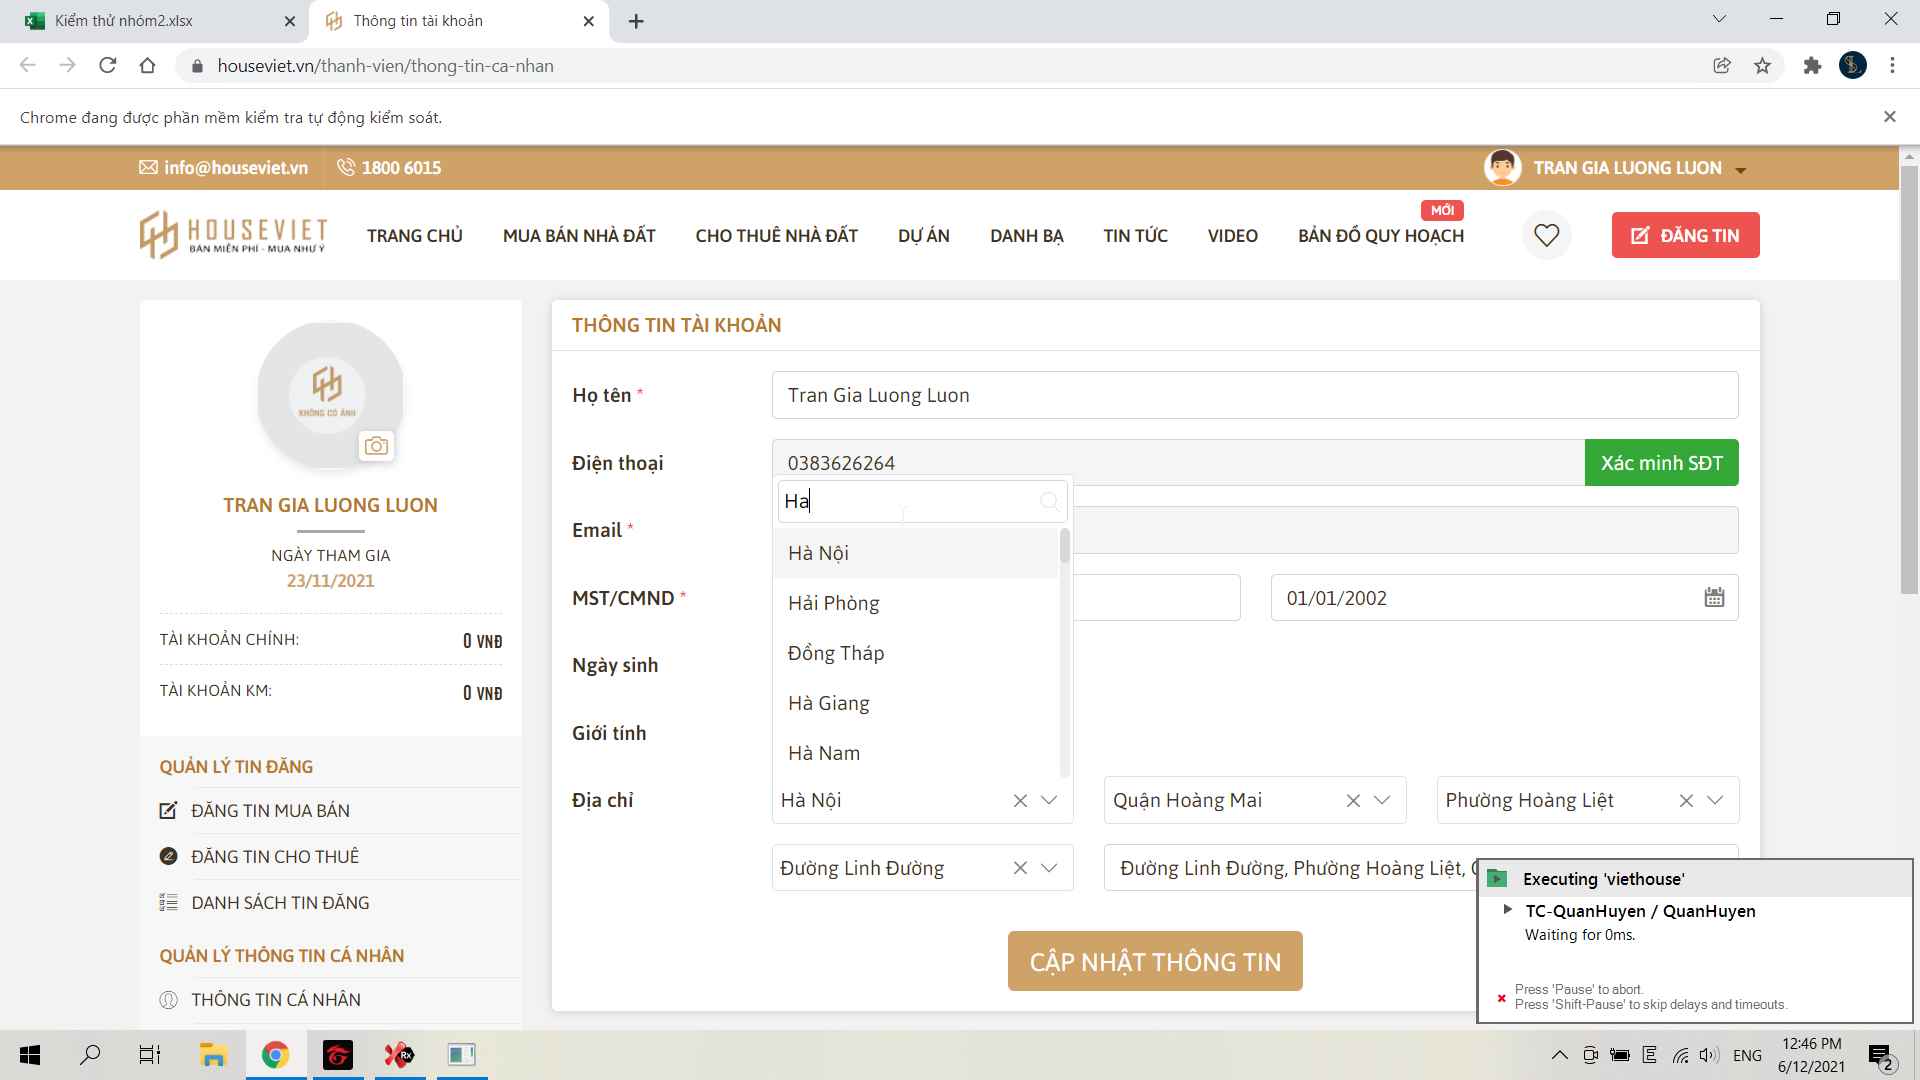 Kiểm thử nhóm2.xlsx
Thông tin tài khoản
houseviet.vn/thanh-vien/thong-tin-ca-nhan
Chrome đang được phần mềm kiểm tra tự động kiểm soát.
info@houseviet.vn
1800 6015
TRAN GIA LUONG LUON
HOUSEVIET
BÁN MIỄN PHÍ - MUA NHƯ Ý
TRANG CHỦ
MUA BÁN NHÀ ĐẤT
CHO THUÊ NHÀ ĐẤT
DỰ ÁN
DANH BẠ
TIN TỨC
VIDEO
MỚI
BẢN ĐỒ QUY HOẠCH
ĐĂNG TIN
KHÔNG CÓ ẢNH
TRAN GIA LUONG LUON
NGÀY THAM GIA
23/11/2021
TÀI KHOẢN CHÍNH: 0 VNĐ
TÀI KHOẢN KM: 0 VNĐ
QUẢN LÝ TIN ĐĂNG
ĐĂNG TIN MUA BÁN
ĐĂNG TIN CHO THUÊ
DANH SÁCH TIN ĐĂNG
QUẢN LÝ THÔNG TIN CÁ NHÂN
THÔNG TIN CÁ NHÂN
THÔNG TIN TÀI KHOẢN
Họ tên * Tran Gia Luong Luon
Điện thoại 0383626264 Xác minh SĐT
Ha
Email *
Hà Nội
MST/CMND * 01/01/2002
Hải Phòng
Đồng Tháp
Ngày sinh
Hà Giang
Giới tính
Hà Nam
Địa chỉ Hà Nội Quận Hoàng Mai Phường Hoàng Liệt
Đường Linh Đường Đường Linh Đường, Phường Hoàng Liệt,
CẬP NHẬT THÔNG TIN
Executing 'viethouse'
TC-QuanHuyen / QuanHuyen
Waiting for 0ms.
Press 'Pause' to abort.
Press 'Shift-Pause' to skip delays and timeouts.
Rx
ENG
12:46 PM
6/12/2021
2